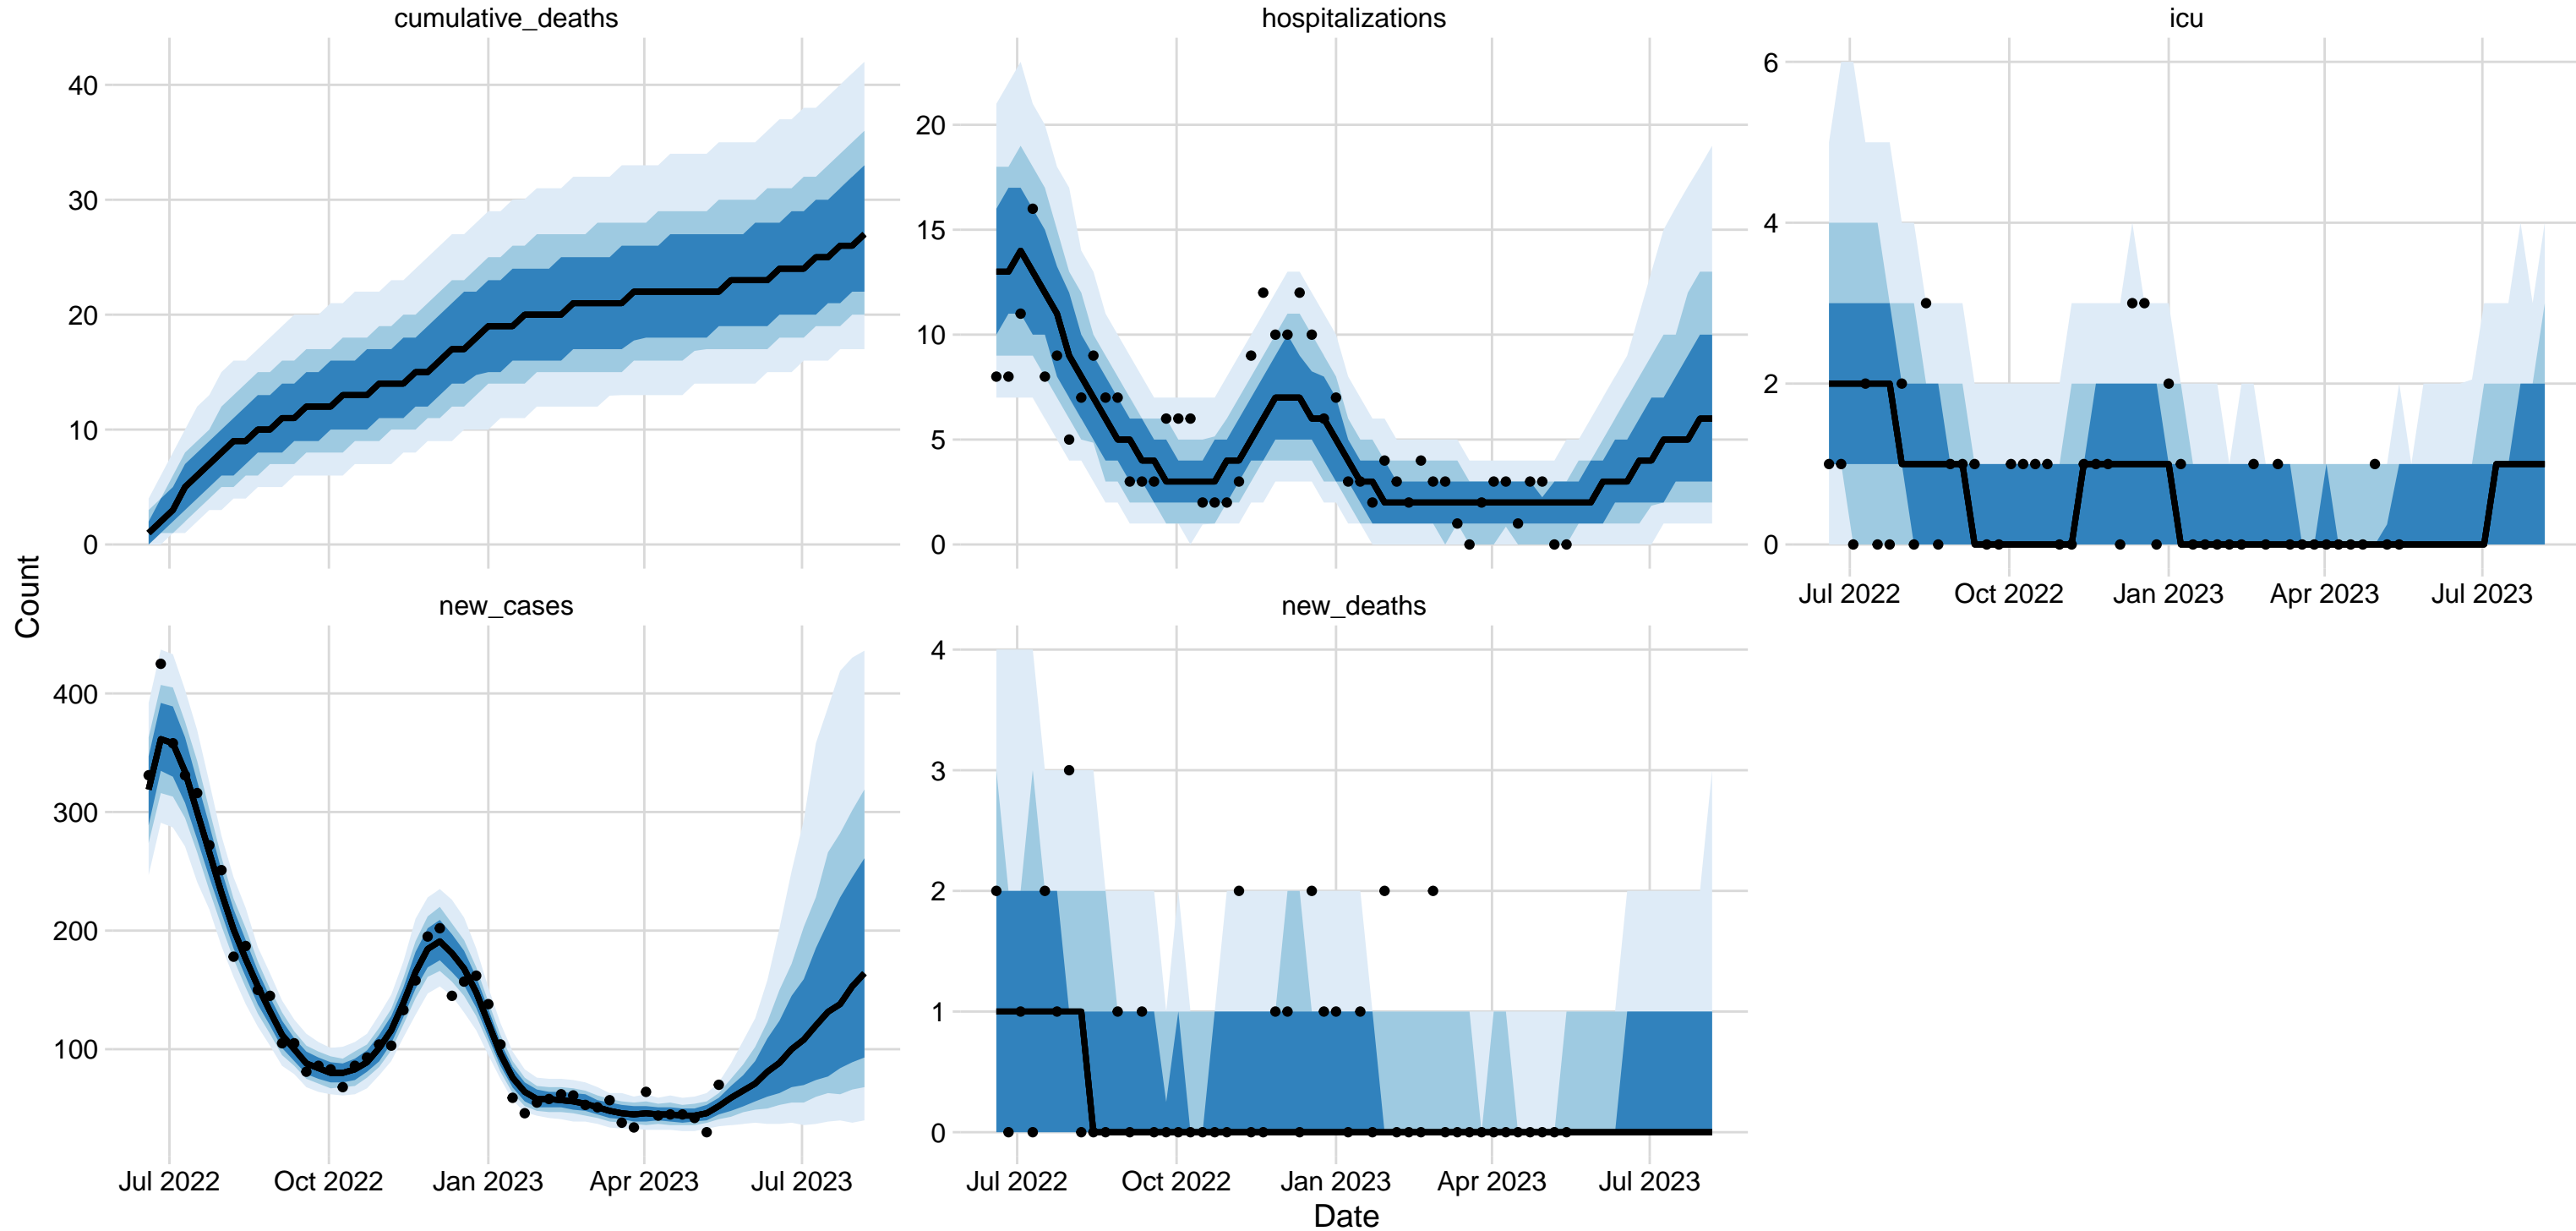 cumulative_deaths
hospitalizations
icu
40
30
20
10
0
20
15
10
5
0
6
4
2
0
Jul 2022 Oct 2022 Jan 2023 Apr 2023 Jul 2023
Count
new_cases
new_deaths
400
300
200
100
4
3
2
1
0
Jul 2022 Oct 2022 Jan 2023 Apr 2023 Jul 2023
Jul 2022 Oct 2022 Jan 2023 Apr 2023 Jul 2023
Date